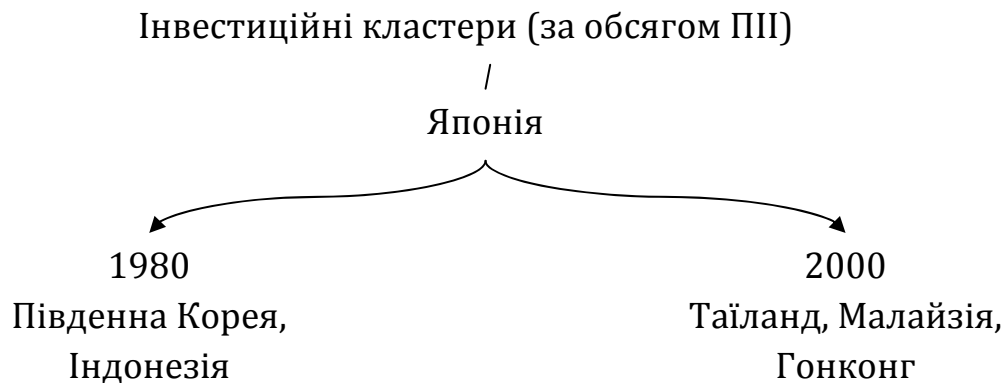 Інвестиційні кластери (за обсягом ПІІ)
Японія
1980
Південна Корея,
Індонезія
2000
Таїланд, Малайзія,
Гонконг